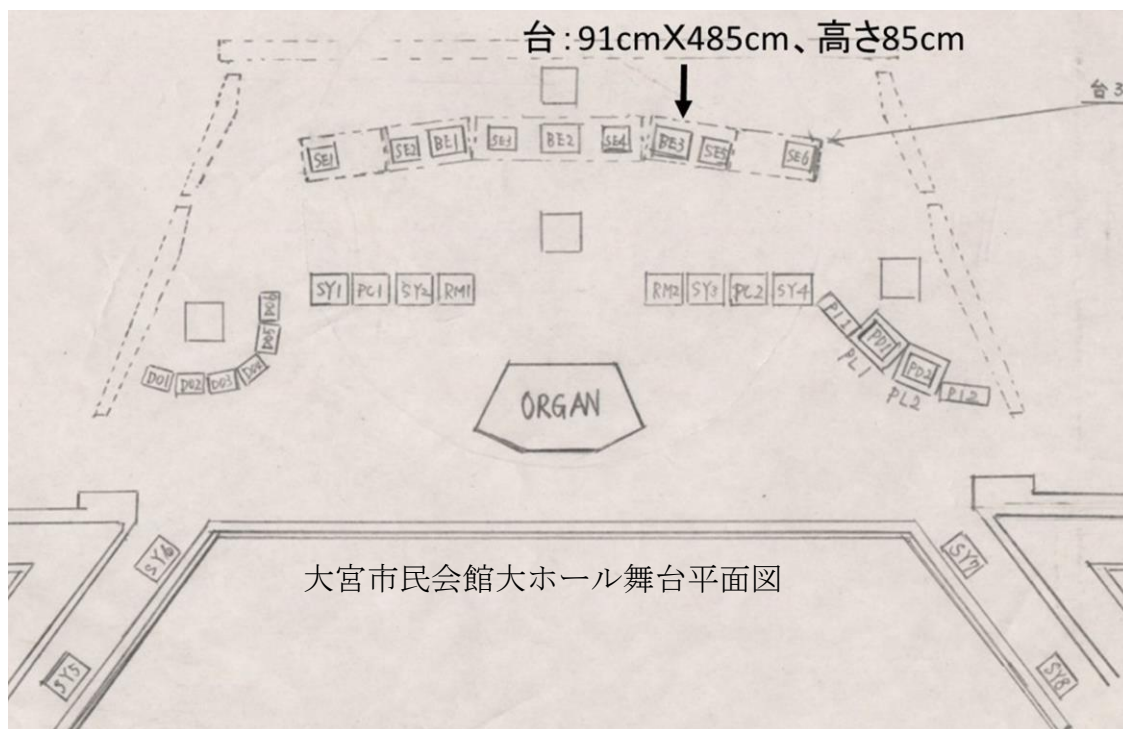 台:91cmX485cm、高さ85cm
台3
SE1 SE2 BE1 SE3 BE2 SE4 BE3 SE5 SE6
SY1 PC1 SY2 RM1
RM2 SY3 PC2 SY4
DO1 DO2 DO3 DO4 DO5 DO6
PI1 PD1 PD2 PI2
PL1
PL2
ORGAN
SY6
SY7
大宮市民会館大ホール舞台平面図
SY5
SY8